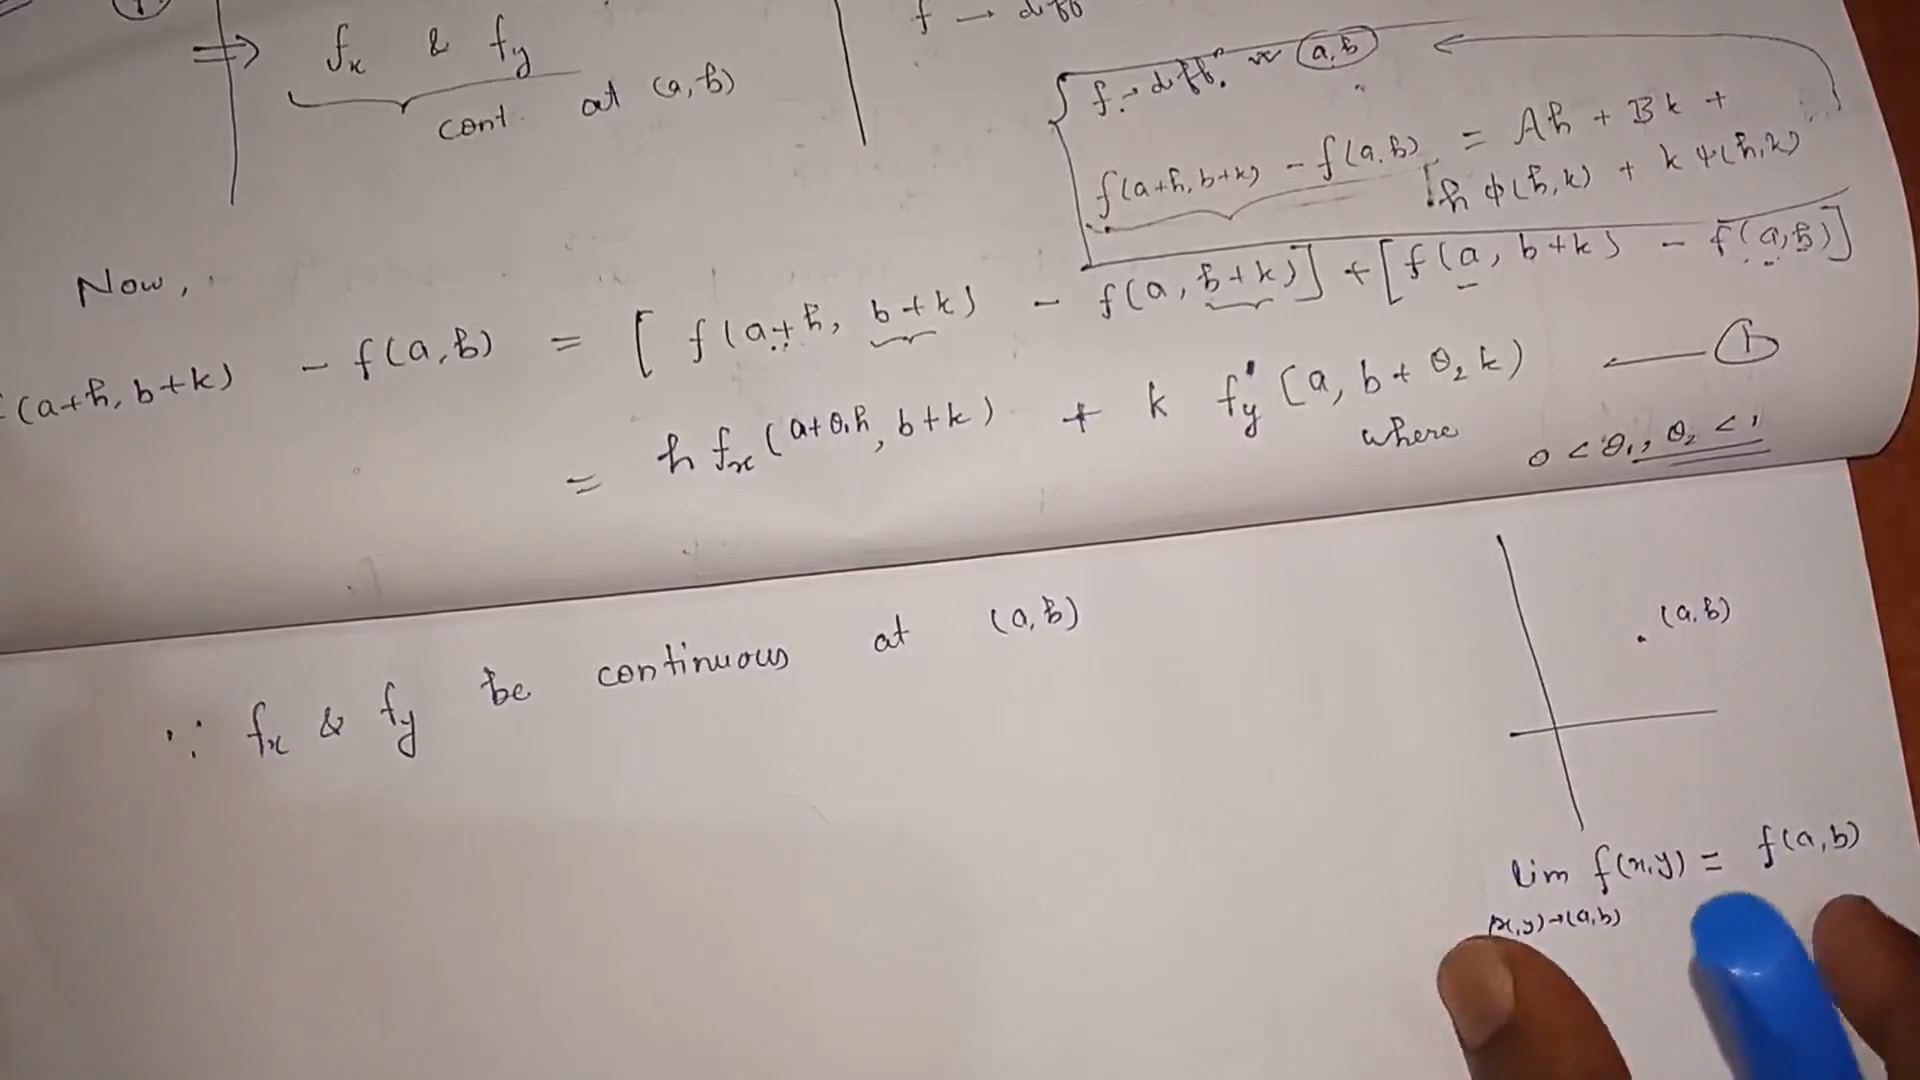 ⇒ fx & fy
cont. at (a,b)
f → diff
f → diff. (a,b)
f(a+h, b+k) - f(a,b) = Ah + Bk +
h ϕ(h,k) + k ψ(h,k)
Now,
(a+h, b+k) - f(a,b) = [f(a+h, b+k) - f(a, b+k)] + [f(a, b+k) - f(a,b)]
= h fx(a+θ₁h, b+k) + k fy(a, b+θ₂k) ← 1
where 0 < θ₁, θ₂ < 1
∵ fx & fy be continuous at (a,b)
(a,b)
lim f(x,y) = f(a,b)
(x,y)→(a,b)